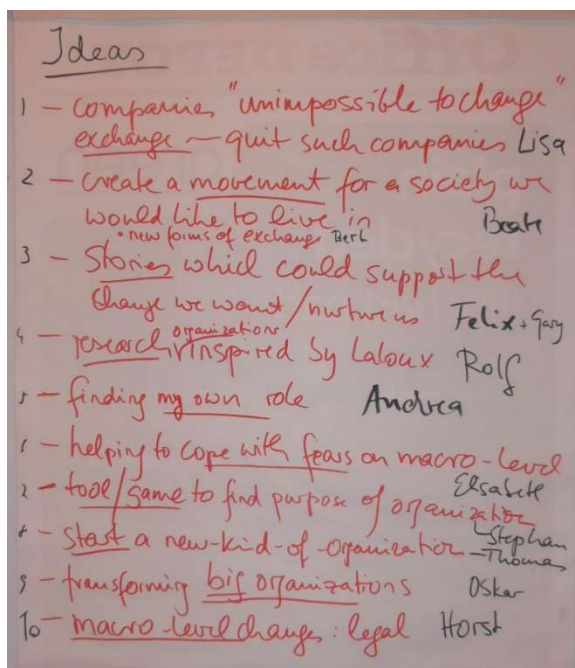 Ideas
1 – companies "unimpossible to change"
exchange – quit such companies Lisa
2 – create a movement for a society we
would like to live in Beate
• new forms of exchange Bert
3 – Stories which could support the
change we want / nurture us Felix + Gary
organizations
4 – research inspired by Laloux Rolf
5 – finding my own role Andrea
6 – helping to cope with fears on macro-level
Elsabeth
7 – tool/game to find purpose of organization
8 – start a new-kind-of-organization – Stephan
– Thomas
9 – transforming big organizations Oskar
10 – macro-level changes: legal Horst